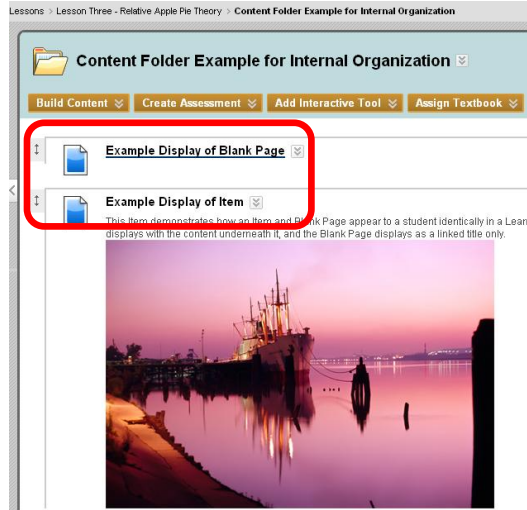 Lessons > Lesson Three - Relative Apple Pie Theory > Content Folder Example for Internal Organization
Content Folder Example for Internal Organization
Build Content Create Assessment Add Interactive Tool Assign Textbook
Example Display of Blank Page
Example Display of Item
This Item demonstrates how an Item and Blank Page appear to a student identically in a Lear
displays with the content underneath it, and the Blank Page displays as a linked title only.